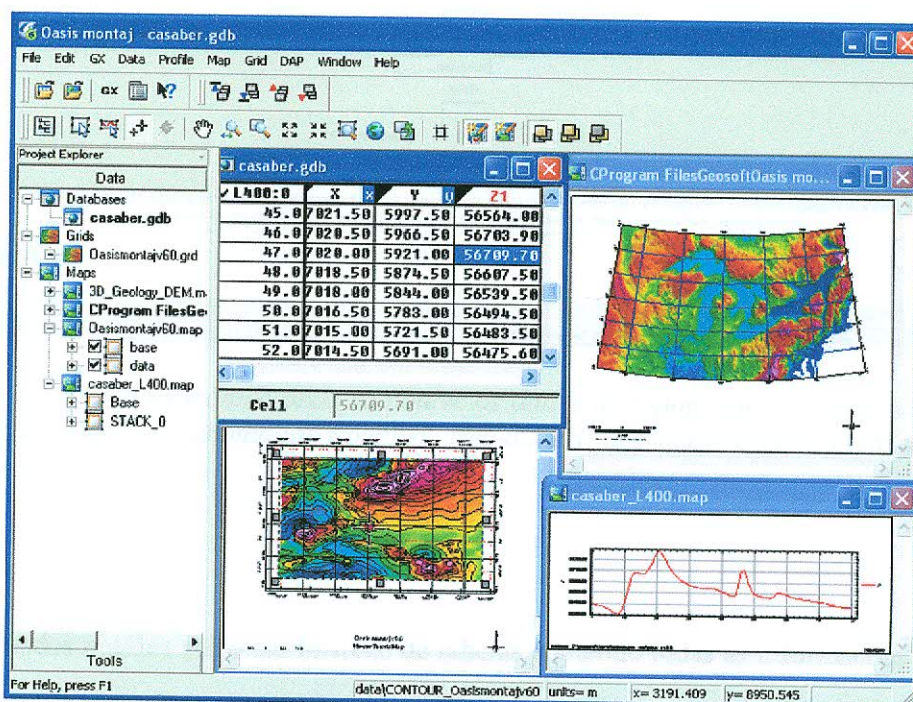 Oasis montaj - casaber.gdb
File Edit GX Data Profile Map Grid DAP Window Help
GX
Project Explorer
Data
Databases
casaber.gdb
Grids
Oasismontajv60.grd
Maps
3D_Geology_DEM.m
CProgram FilesGe
Oasismontajv60.map
base
data
casaber_L400.map
Base
STACK_0
Tools
casaber.gdb
L400:0 X x Y y Z1
45.0 7021.50 5997.50 56564.00
46.0 7020.50 5966.50 56703.90
47.0 7020.00 5921.00 56709.70
48.0 7018.50 5874.50 56607.50
49.0 7018.00 5844.00 56539.50
50.0 7016.50 5783.00 56494.50
51.0 7015.00 5721.50 56483.50
52.0 7014.50 5691.00 56475.60
Cell 56709.70
CProgram FilesGeosoftOasis mo...
casaber_L400.map
For Help, press F1
data\CONTOUR_Oasismontajv60 units= m x= 3191.409 y= 8950.545